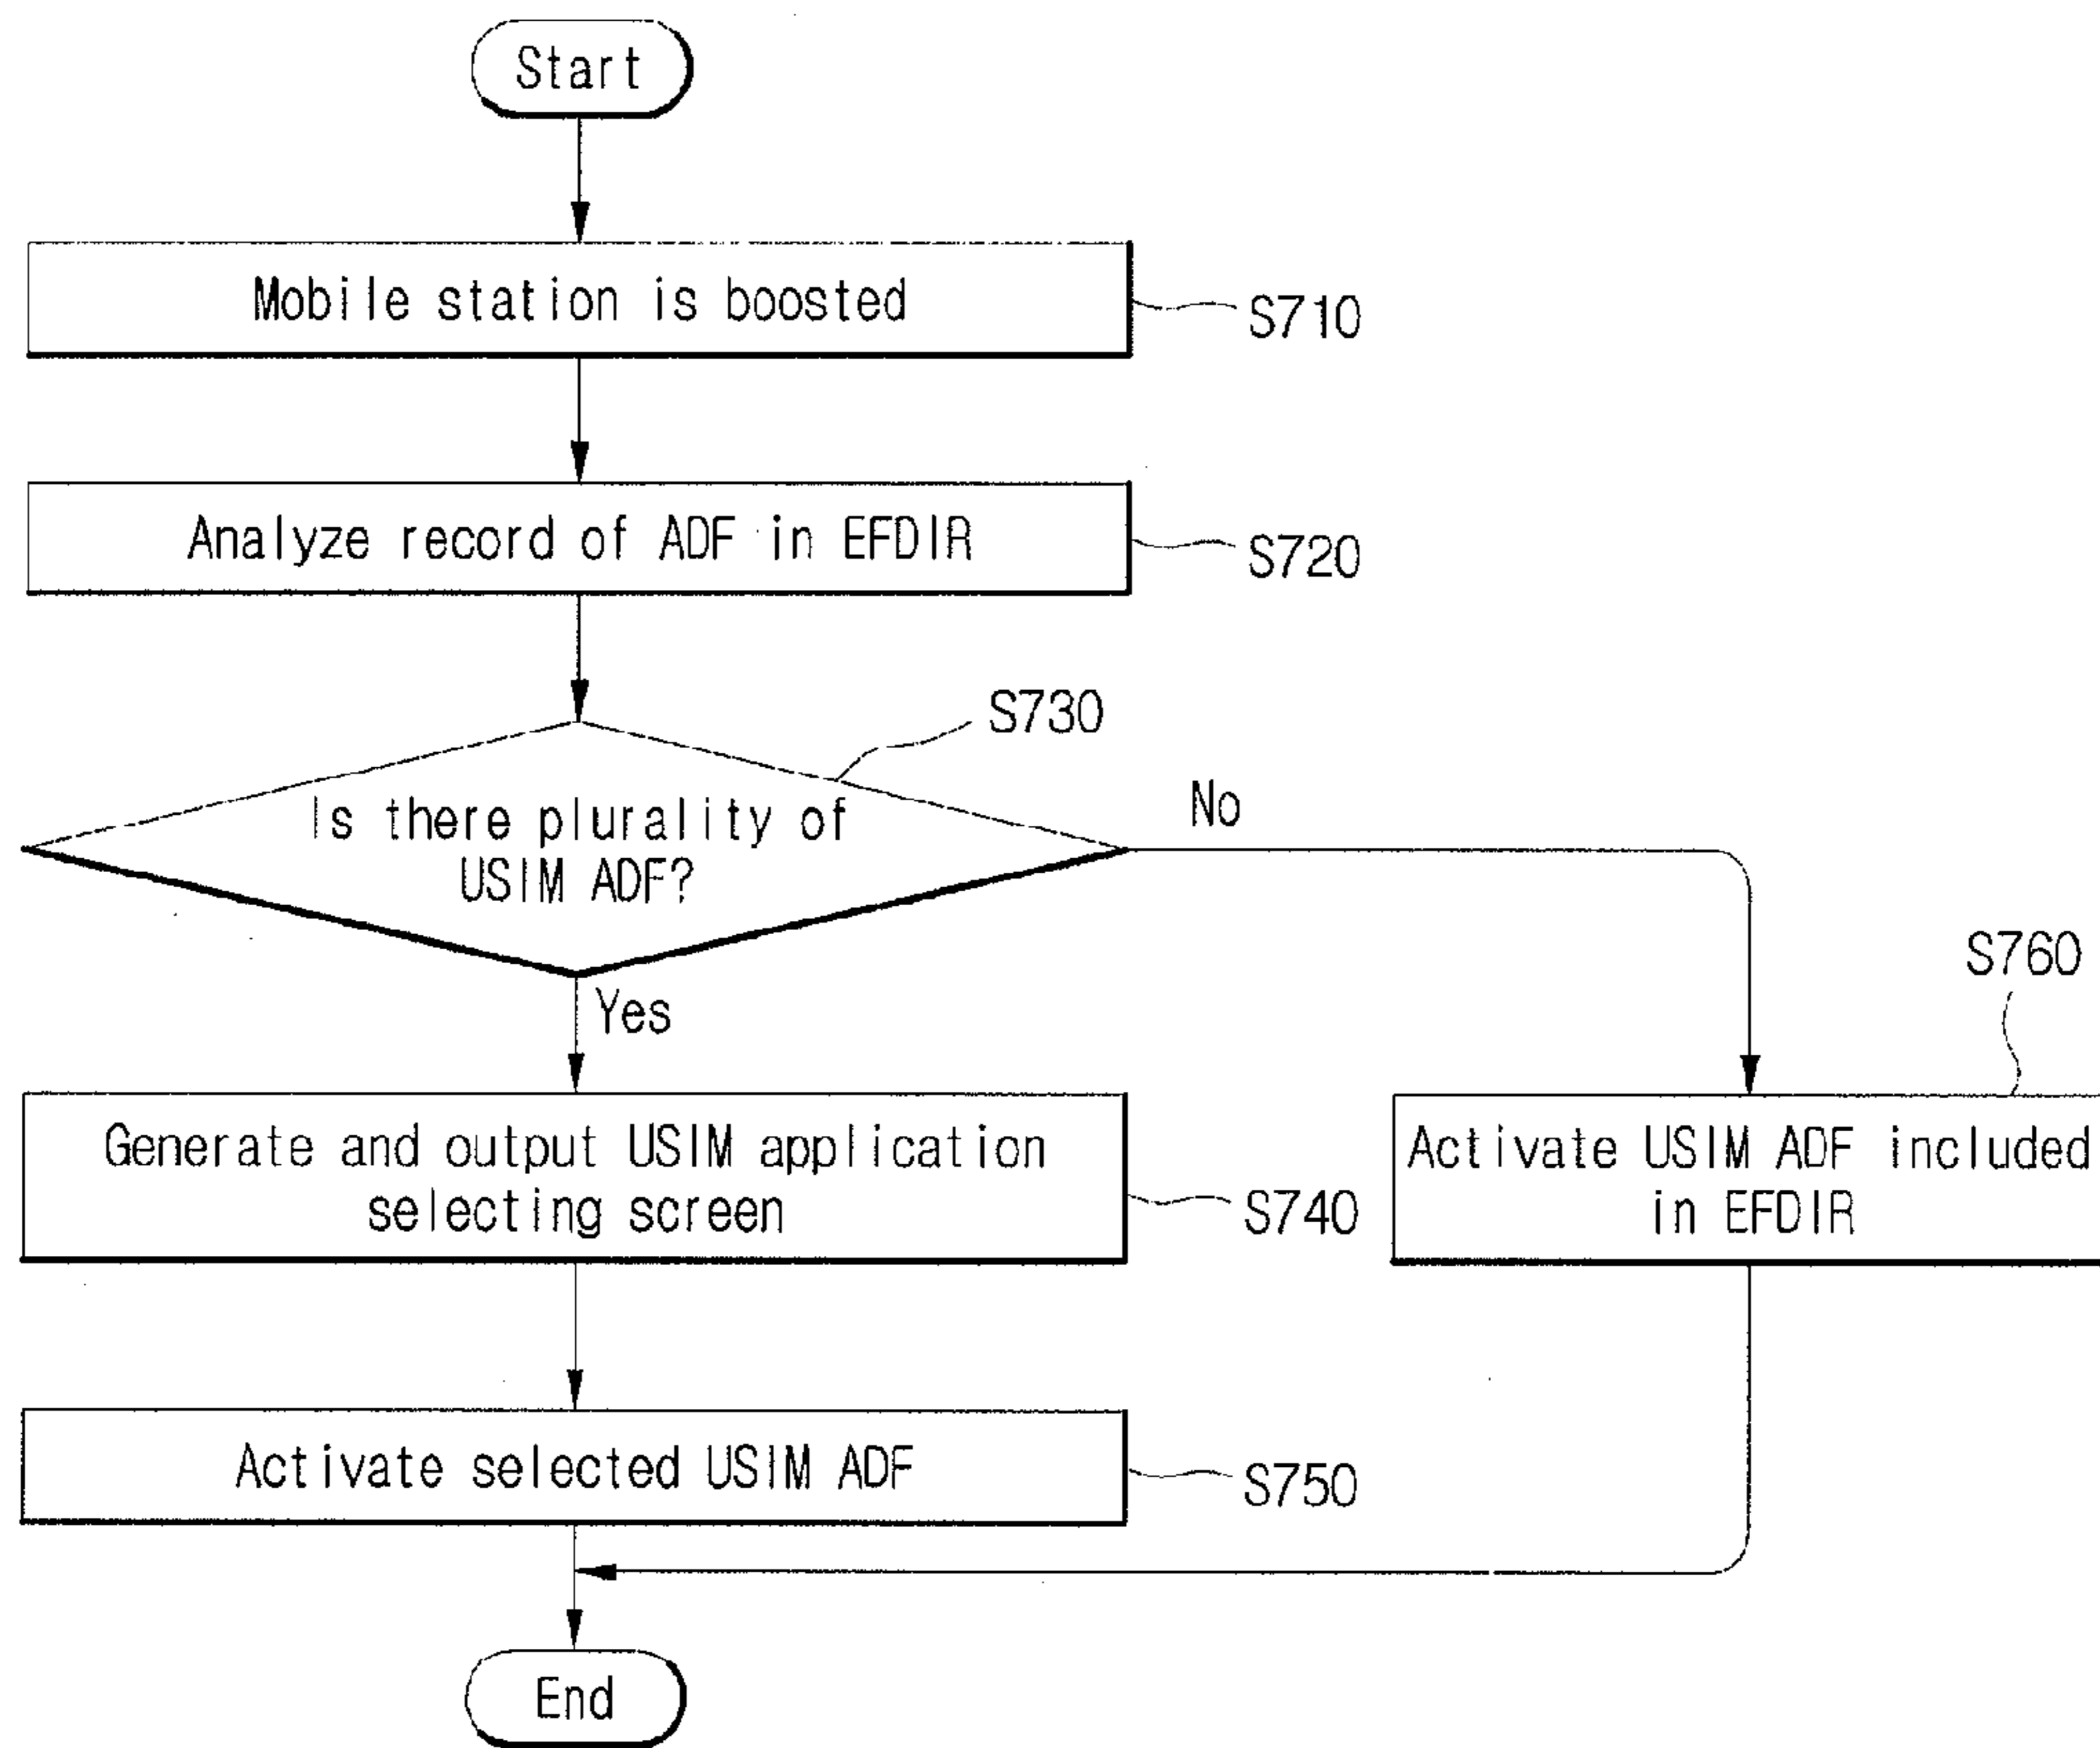 Start
Mobile station is boosted
S710
Analyze record of ADF in EFDIR
S720
S730
Is there plurality of
USIM ADF?
No
Yes
S760
Generate and output USIM application
selecting screen
S740
Activate USIM ADF included
in EFDIR
Activate selected USIM ADF
S750
End